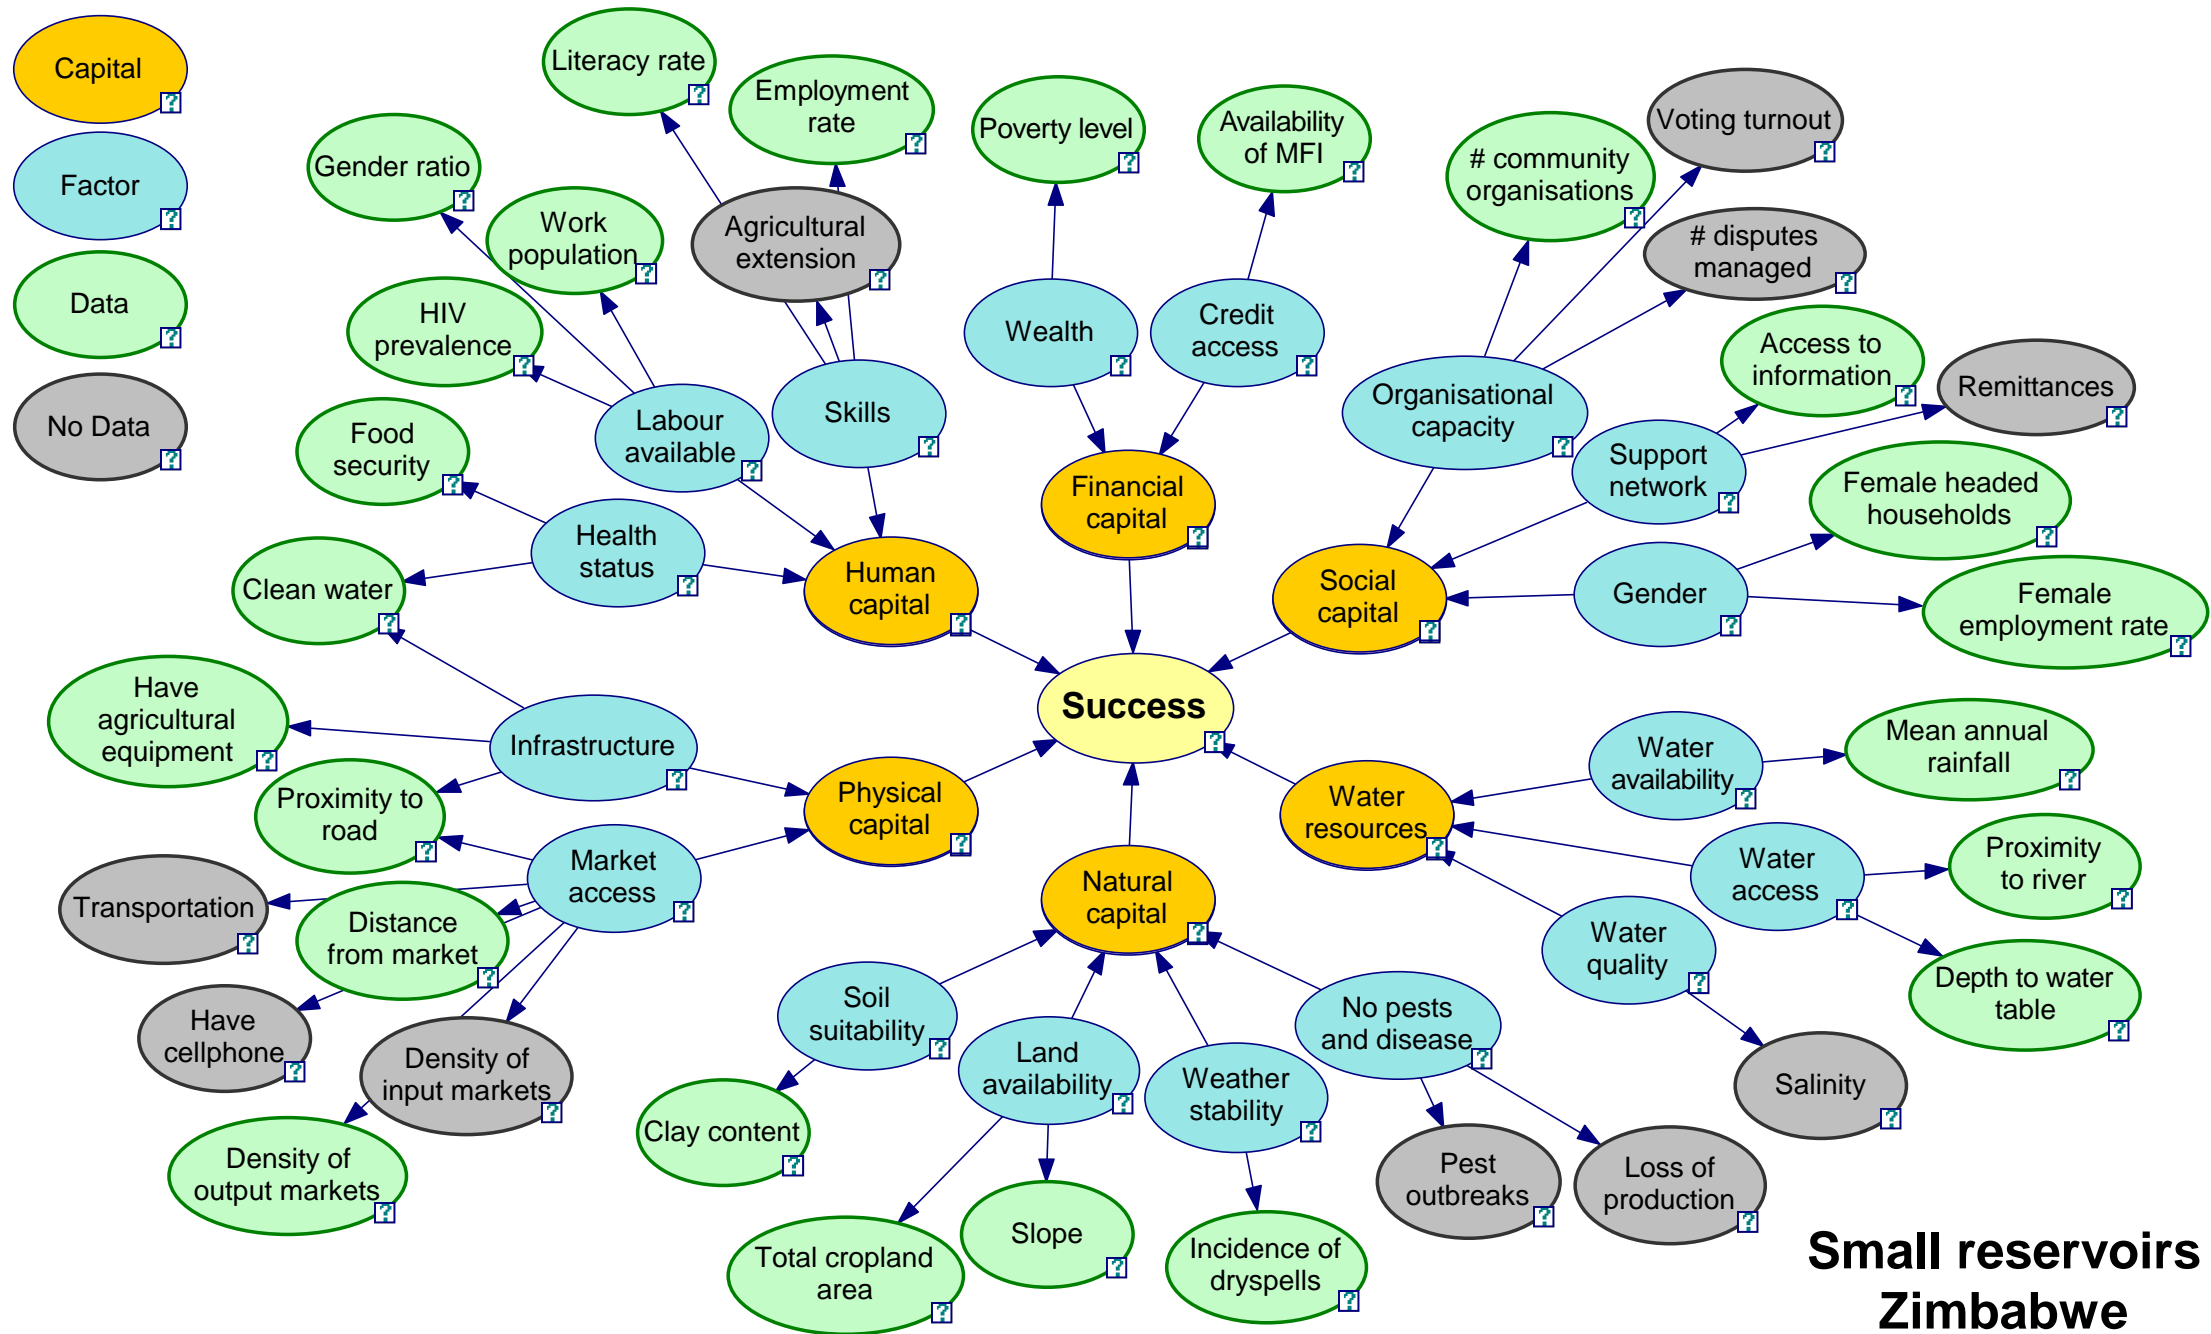 Capital
Factor
Data
No Data
Literacy rate
Employment
rate
Gender ratio
Work
population
Agricultural
extension
HIV
prevalence
Food
security
Labour
available
Skills
Health
status
Clean water
Human
capital
Poverty level
Availability
of MFI
Wealth
Credit
access
Financial
capital
# community
organisations
Voting turnout
# disputes
managed
Access to
information
Remittances
Organisational
capacity
Support
network
Female headed
households
Social
capital
Gender
Female
employment rate
Success
Have
agricultural
equipment
Infrastructure
Proximity to
road
Physical
capital
Market
access
Transportation
Distance
from market
Have
cellphone
Density of
input markets
Density of
output markets
Natural
capital
Soil
suitability
Land
availability
Weather
stability
No pests
and disease
Clay content
Total cropland
area
Slope
Incidence of
dryspells
Pest
outbreaks
Loss of
production
Water
resources
Water
availability
Mean annual
rainfall
Water
access
Proximity
to river
Water
quality
Depth to water
table
Salinity
Small reservoirs
Zimbabwe